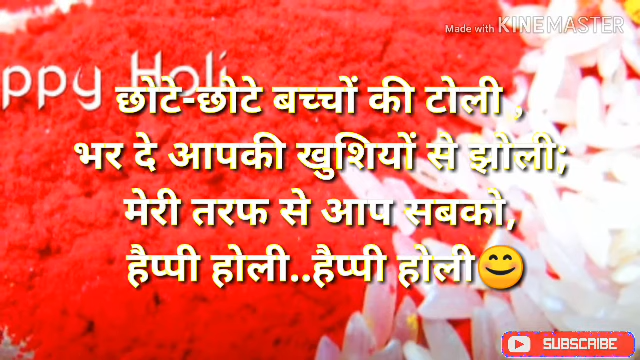 Made with KINEMASTER
ppy Holi
छोटे-छोटे बच्चों की टोली ,
भर दे आपकी खुशियों से झोली;
मेरी तरफ से आप सबको,
हैप्पी होली..हैप्पी होली😊
SUBSCRIBE